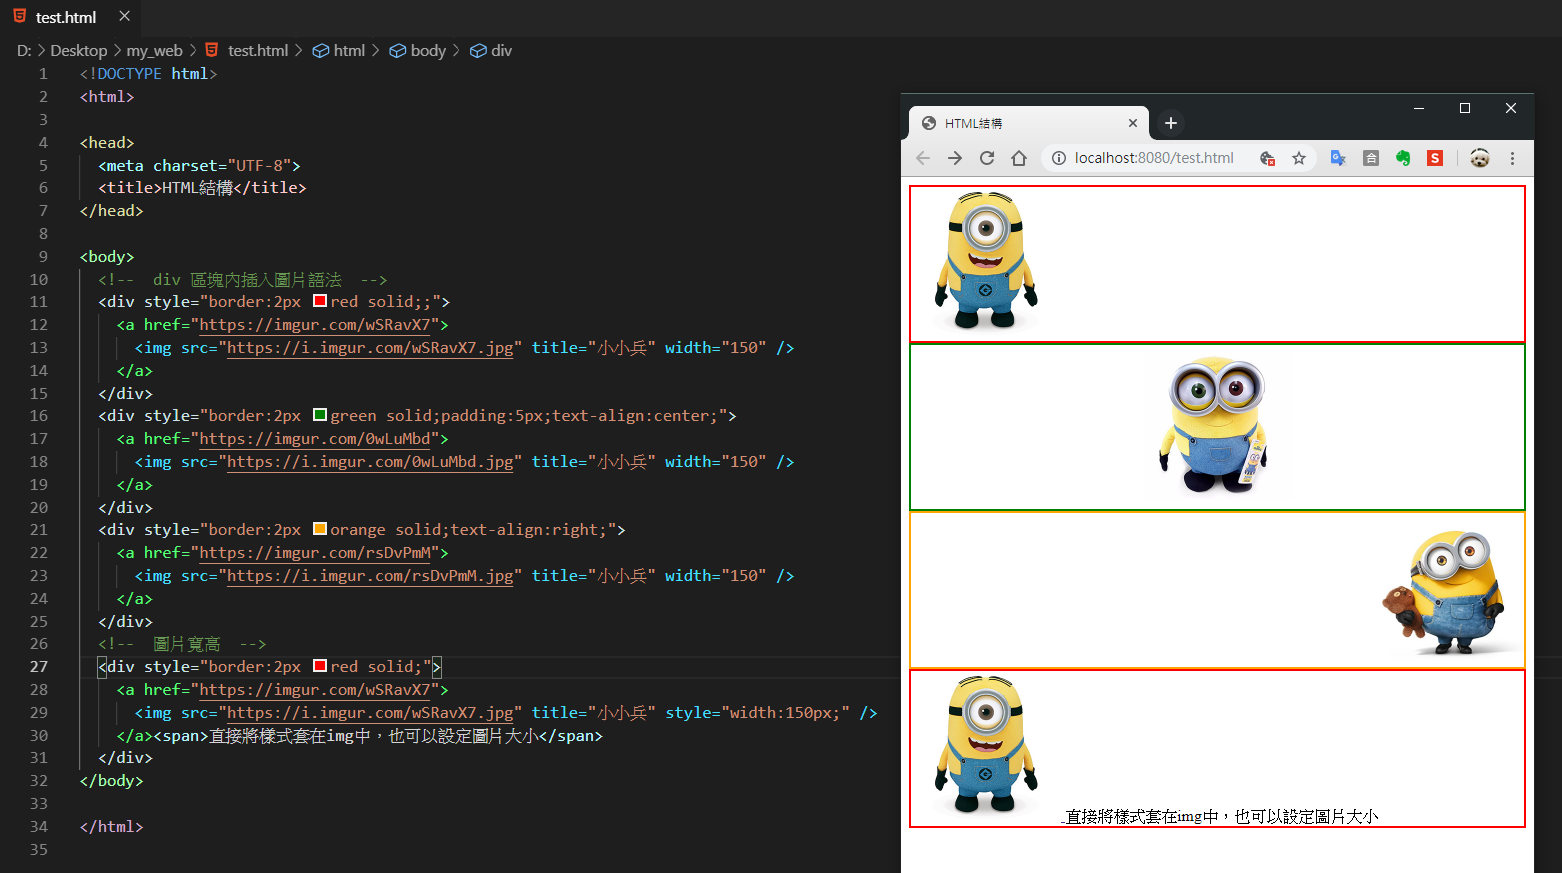 test.html
D: > Desktop > my_web > test.html > html > body > div
1 <!DOCTYPE html>
2 <html>
3
4 <head>
5 <meta charset="UTF-8">
6 <title>HTML結構</title>
7 </head>
8
9 <body>
10 <!-- div 區塊內插入圖片語法 -->
11 <div style="border:2px red solid;;">
12 <a href="https://imgur.com/wSRavX7">
13 <img src="https://i.imgur.com/wSRavX7.jpg" title="小小兵" width="150" />
14 </a>
15 </div>
16 <div style="border:2px green solid;padding:5px;text-align:center;">
17 <a href="https://imgur.com/0wLuMbd">
18 <img src="https://i.imgur.com/0wLuMbd.jpg" title="小小兵" width="150" />
19 </a>
20 </div>
21 <div style="border:2px orange solid;text-align:right;">
22 <a href="https://imgur.com/rsDvPmM">
23 <img src="https://i.imgur.com/rsDvPmM.jpg" title="小小兵" width="150" />
24 </a>
25 </div>
26 <!-- 圖片寬高 -->
27 <div style="border:2px red solid;">
28 <a href="https://imgur.com/wSRavX7">
29 <img src="https://i.imgur.com/wSRavX7.jpg" title="小小兵" style="width:150px;" />
30 </a><span>直接將樣式套在img中，也可以設定圖片大小</span>
31 </div>
32 </body>
33
34 </html>
35
HTML結構
localhost:8080/test.html
合
S
直接將樣式套在img中，也可以設定圖片大小